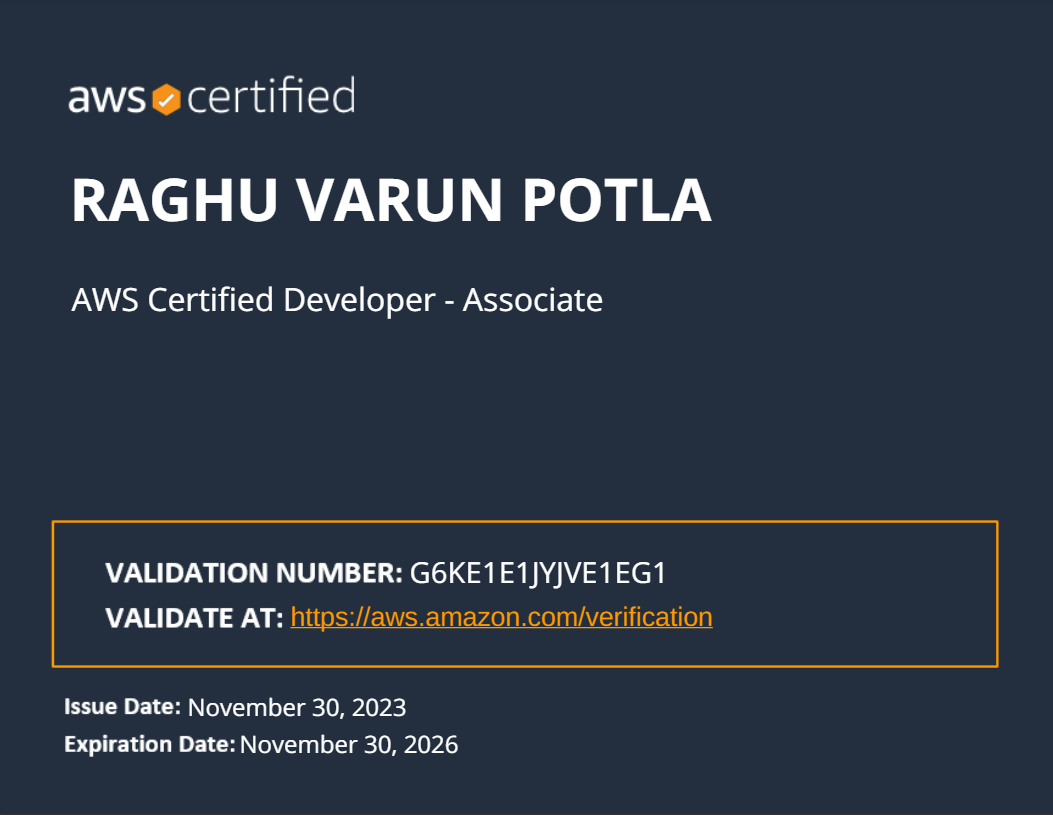 aws certified
RAGHU VARUN POTLA
AWS Certified Developer - Associate
VALIDATION NUMBER: G6KE1E1JYJVE1EG1
VALIDATE AT: https://aws.amazon.com/verification
Issue Date: November 30, 2023
Expiration Date: November 30, 2026